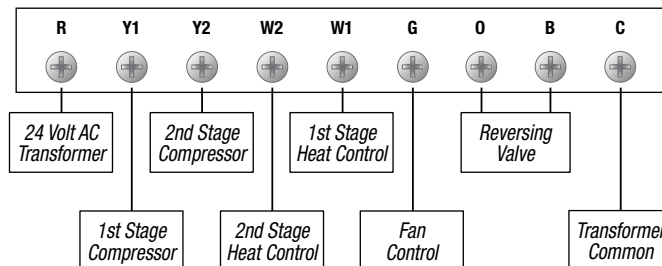 R Y1 Y2 W2 W1 G O B C
24 Volt AC
Transformer
2nd Stage
Compressor
1st Stage
Heat Control
Reversing
Valve
1st Stage
Compressor
2nd Stage
Heat Control
Fan
Control
Transformer
Common